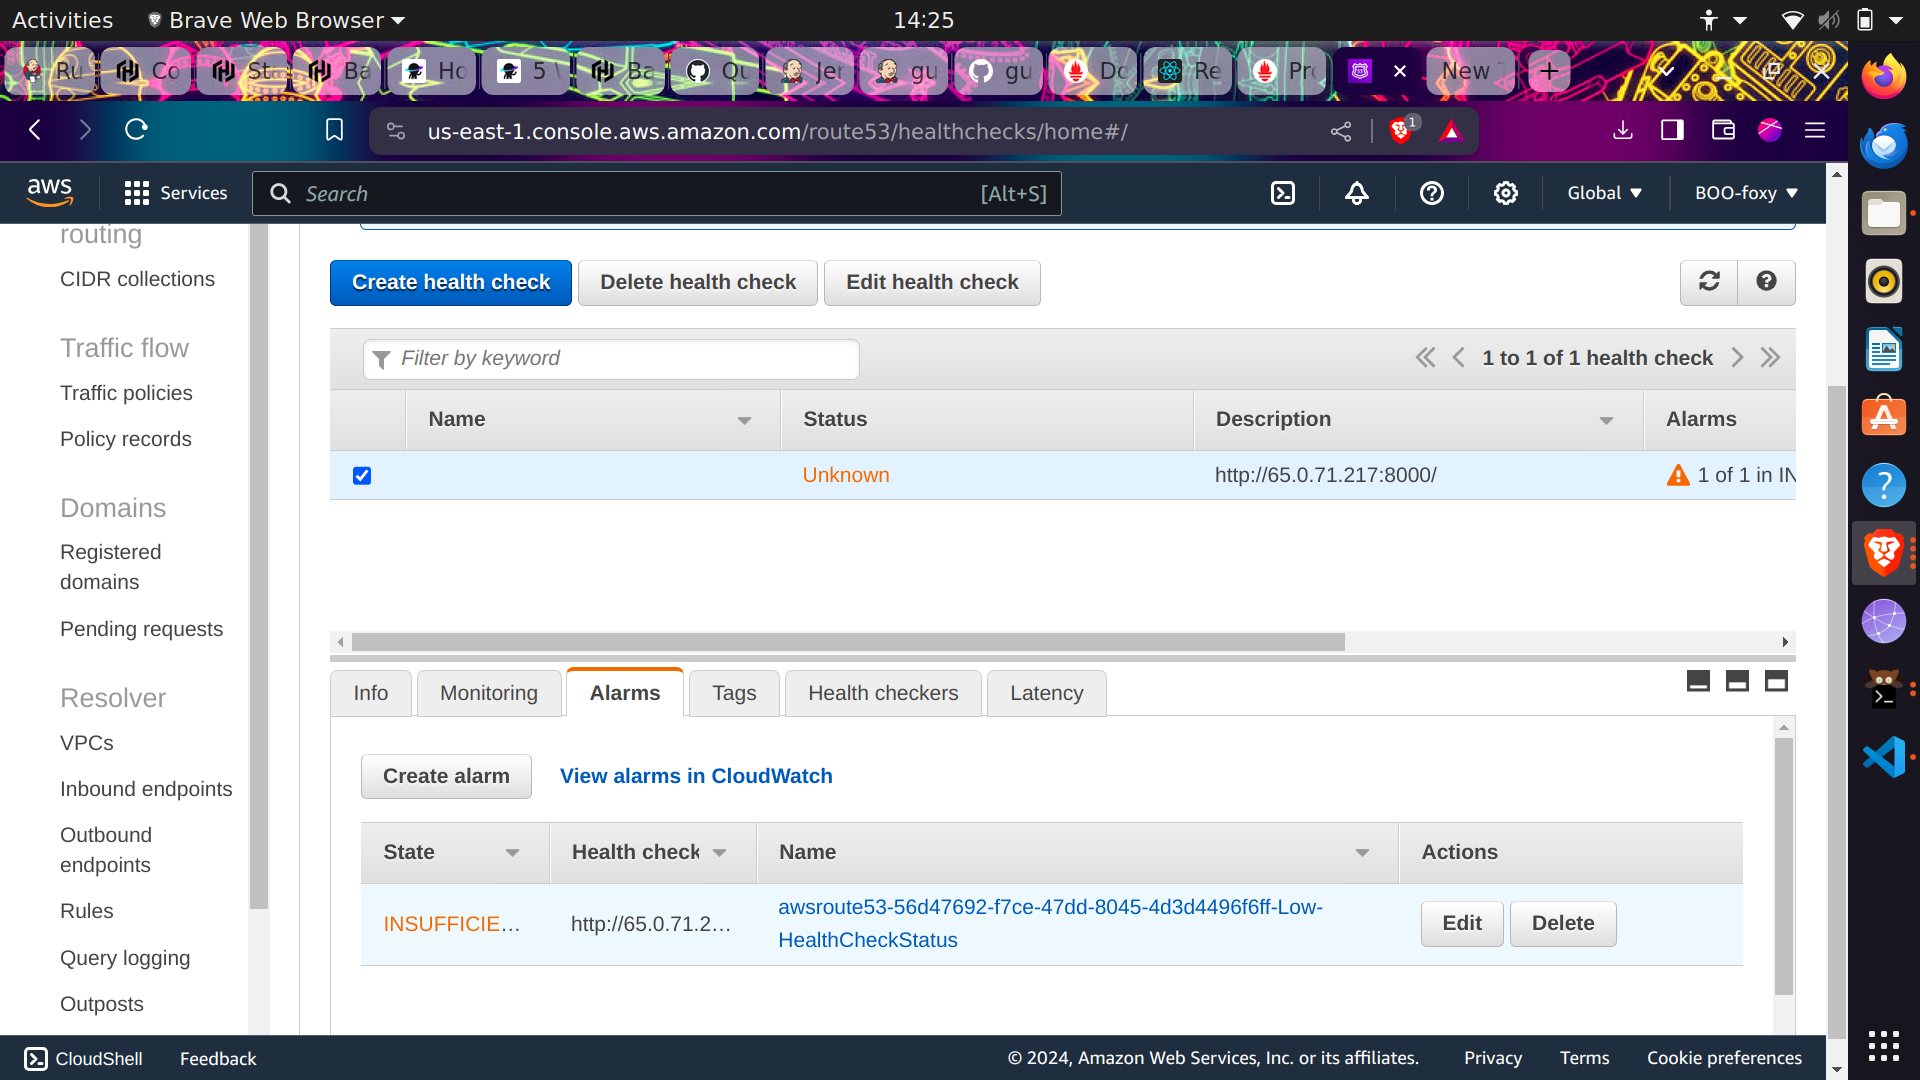 Activities Brave Web Browser 14:25
Ru Co St Ba Ho 5 Ba Qu Jer gu gu Do Re Pro New T
us-east-1.console.aws.amazon.com/route53/healthchecks/home#/ 1
aws Services Search [Alt+S] Global BOO-foxy
routing
CIDR collections
Traffic flow
Traffic policies
Policy records
Domains
Registered
domains
Pending requests
Resolver
VPCs
Inbound endpoints
Outbound
endpoints
Rules
Query logging
Outposts
Create health check Delete health check Edit health check
Filter by keyword 1 to 1 of 1 health check
Name Status Description Alarms
Unknown http://65.0.71.217:8000/ 1 of 1 in IN
Info Monitoring Alarms Tags Health checkers Latency
Create alarm View alarms in CloudWatch
State Health check Name Actions
INSUFFICIE... http://65.0.71.2... awsroute53-56d47692-f7ce-47dd-8045-4d3d4496f6ff-Low-
HealthCheckStatus Edit Delete
CloudShell Feedback © 2024, Amazon Web Services, Inc. or its affiliates. Privacy Terms Cookie preferences